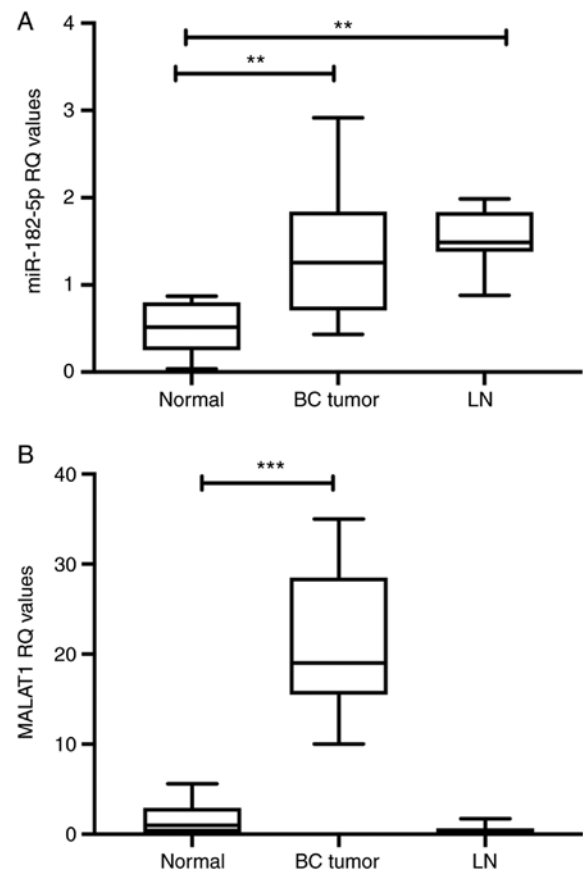 A
4
3
2
1
0
miR-182-5p RQ values
**
**
Normal BC tumor LN
B
40
30
20
10
0
MALAT1 RQ values
***
Normal BC tumor LN